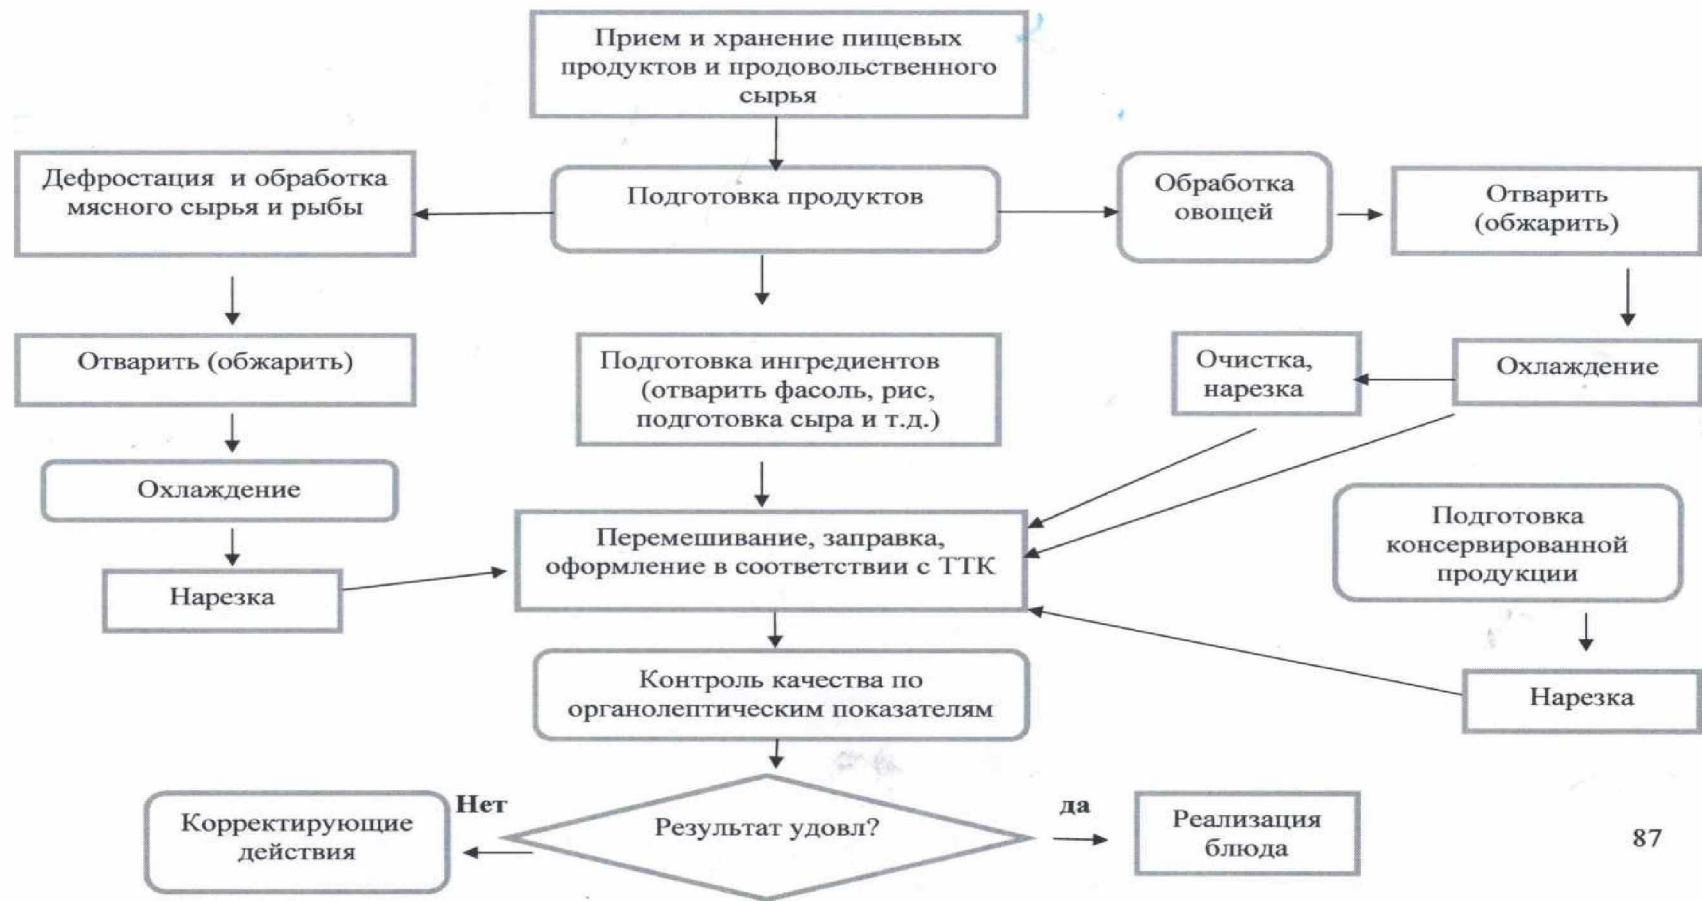 Прием и хранение пищевых
продуктов и продовольственного
сырья
Дефростация и обработка
мясного сырья и рыбы
Подготовка продуктов
Обработка
овощей
Отварить
(обжарить)
Отварить (обжарить)
Подготовка ингредиентов
(отварить фасоль, рис,
подготовка сыра и т.д.)
Очистка,
нарезка
Охлаждение
Охлаждение
Перемешивание, заправка,
оформление в соответствии с ТТК
Подготовка
консервированной
продукции
Нарезка
Контроль качества по
органолептическим показателям
Нарезка
Корректирующие
действия
Нет
Результат удовл?
да
Реализация
блюда
87